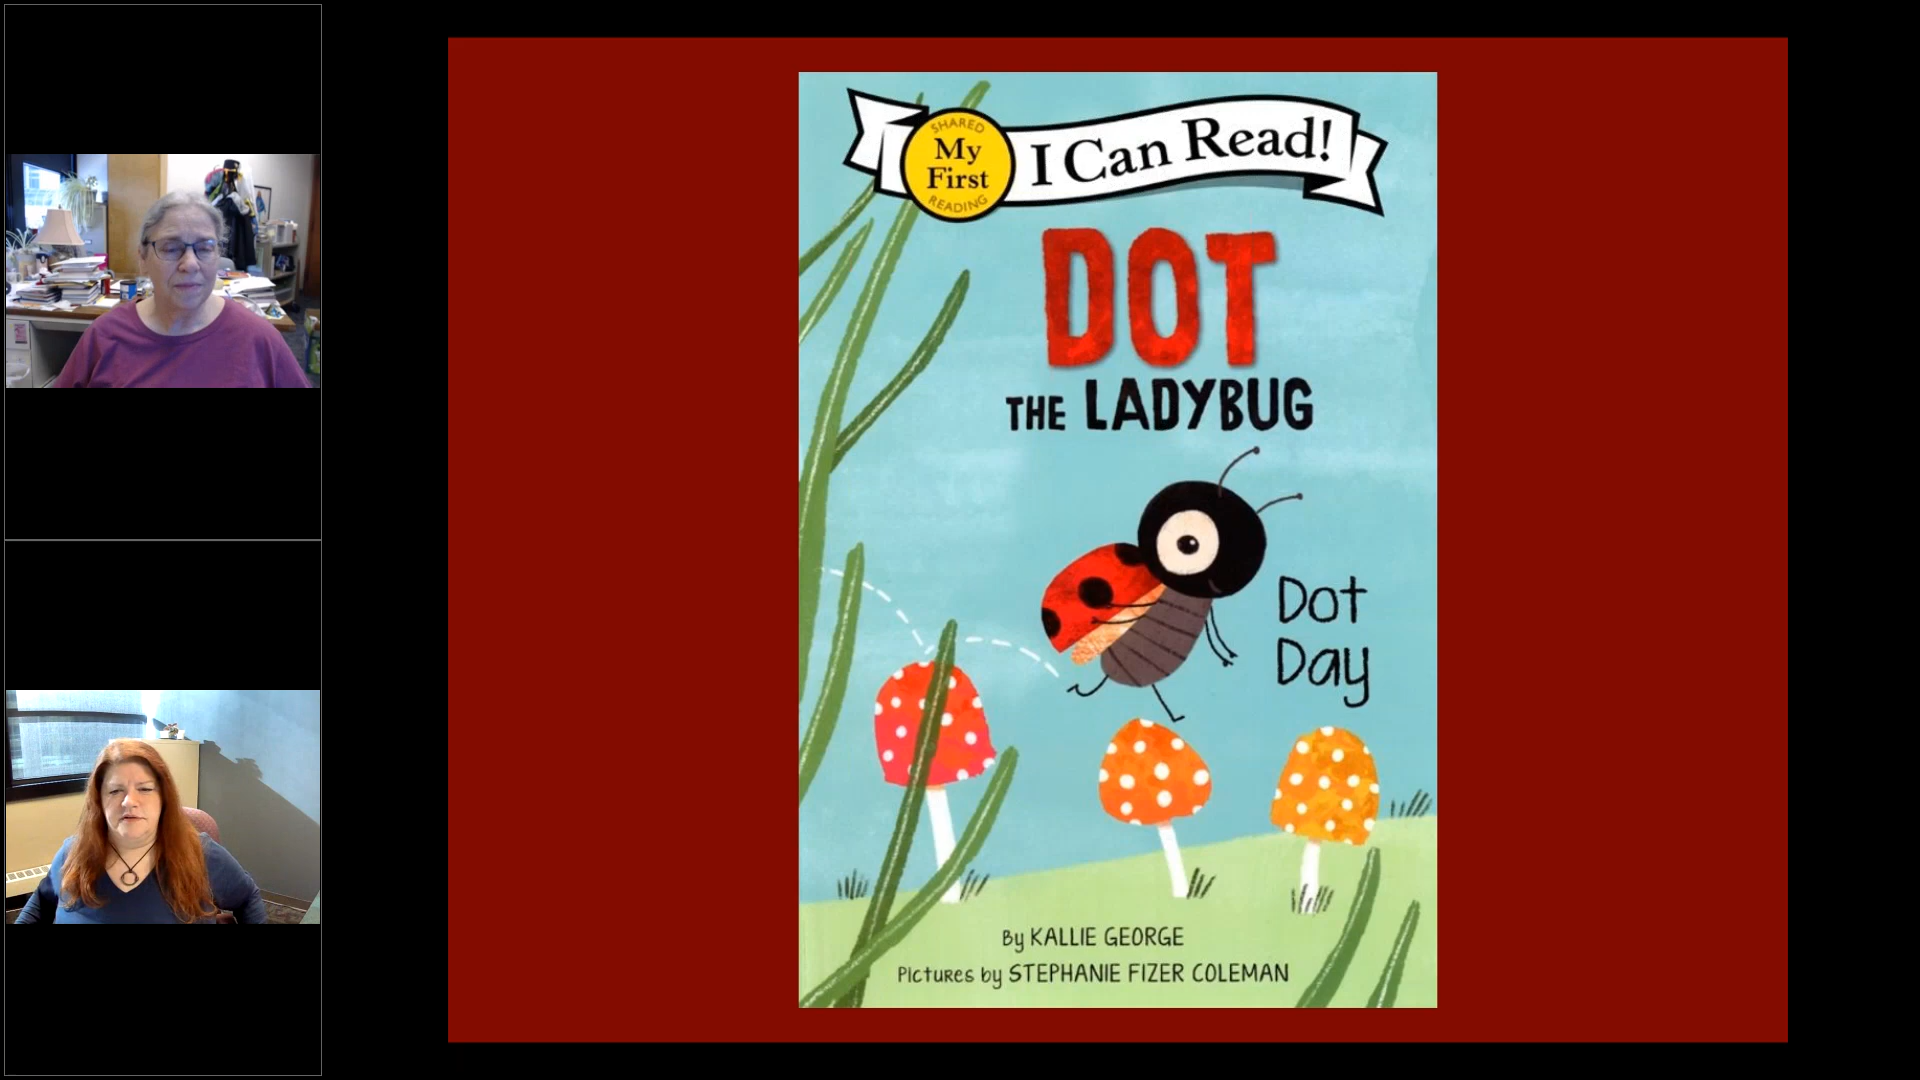 SHARED
My
First
READING
I Can Read!
DOT
THE LADYBUG
Dot
Day
By KALLIE GEORGE
Pictures by STEPHANIE FIZER COLEMAN